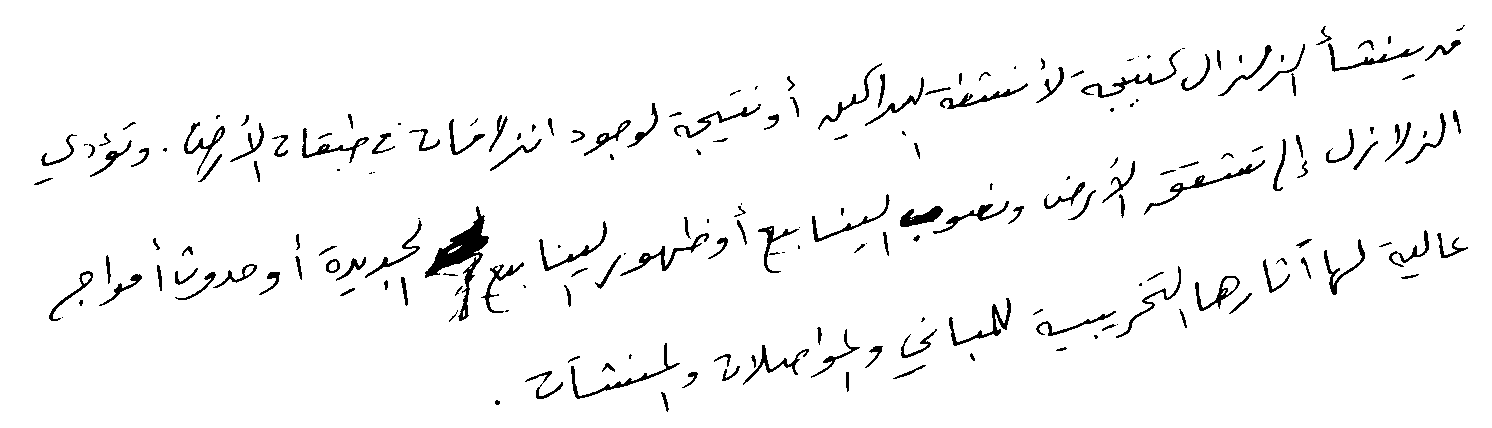 قد ينشأ الزلزال كنتيجة لأنشطة البراكين أو نتيجة لوجود انزلاقات في طبقات الأرض. وتؤدي
الزلازل إلى تشقق الأرض ونضوب الينابيع أو ظهور الينابيع الجديدة أو حدوث أمواج
عالية لها آثارها التخريبية للمباني والمواصلات والمنشآت.